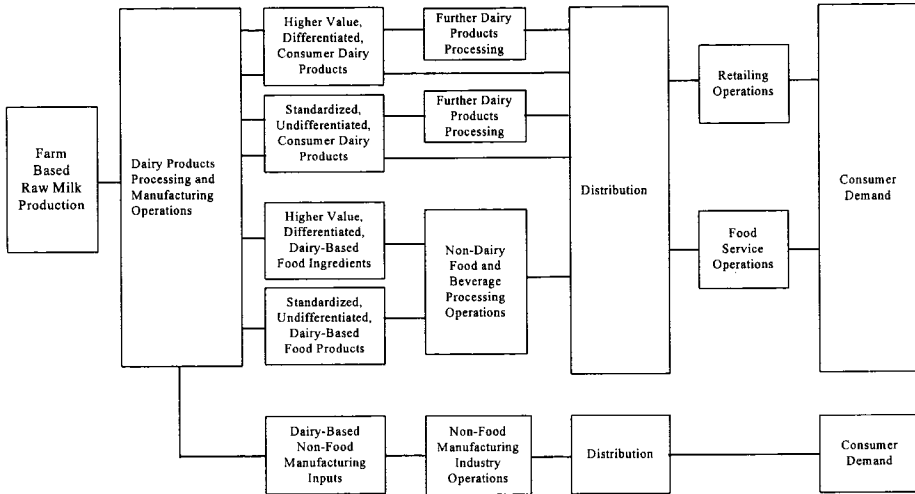 Farm
Based
Raw Milk
Production
Dairy Products
Processing and
Manufacturing
Operations
Higher Value,
Differentiated,
Consumer Dairy
Products
Further Dairy
Products
Processing
Standardized,
Undifferentiated,
Consumer Dairy
Products
Further Dairy
Products
Processing
Higher Value,
Differentiated,
Dairy-Based
Food Ingredients
Standardized,
Undifferentiated,
Dairy-Based
Food Products
Non-Dairy
Food and
Beverage
Processing
Operations
Distribution
Retailing
Operations
Food
Service
Operations
Consumer
Demand
Dairy-Based
Non-Food
Manufacturing
Inputs
Non-Food
Manufacturing
Industry
Operations
Distribution
Consumer
Demand